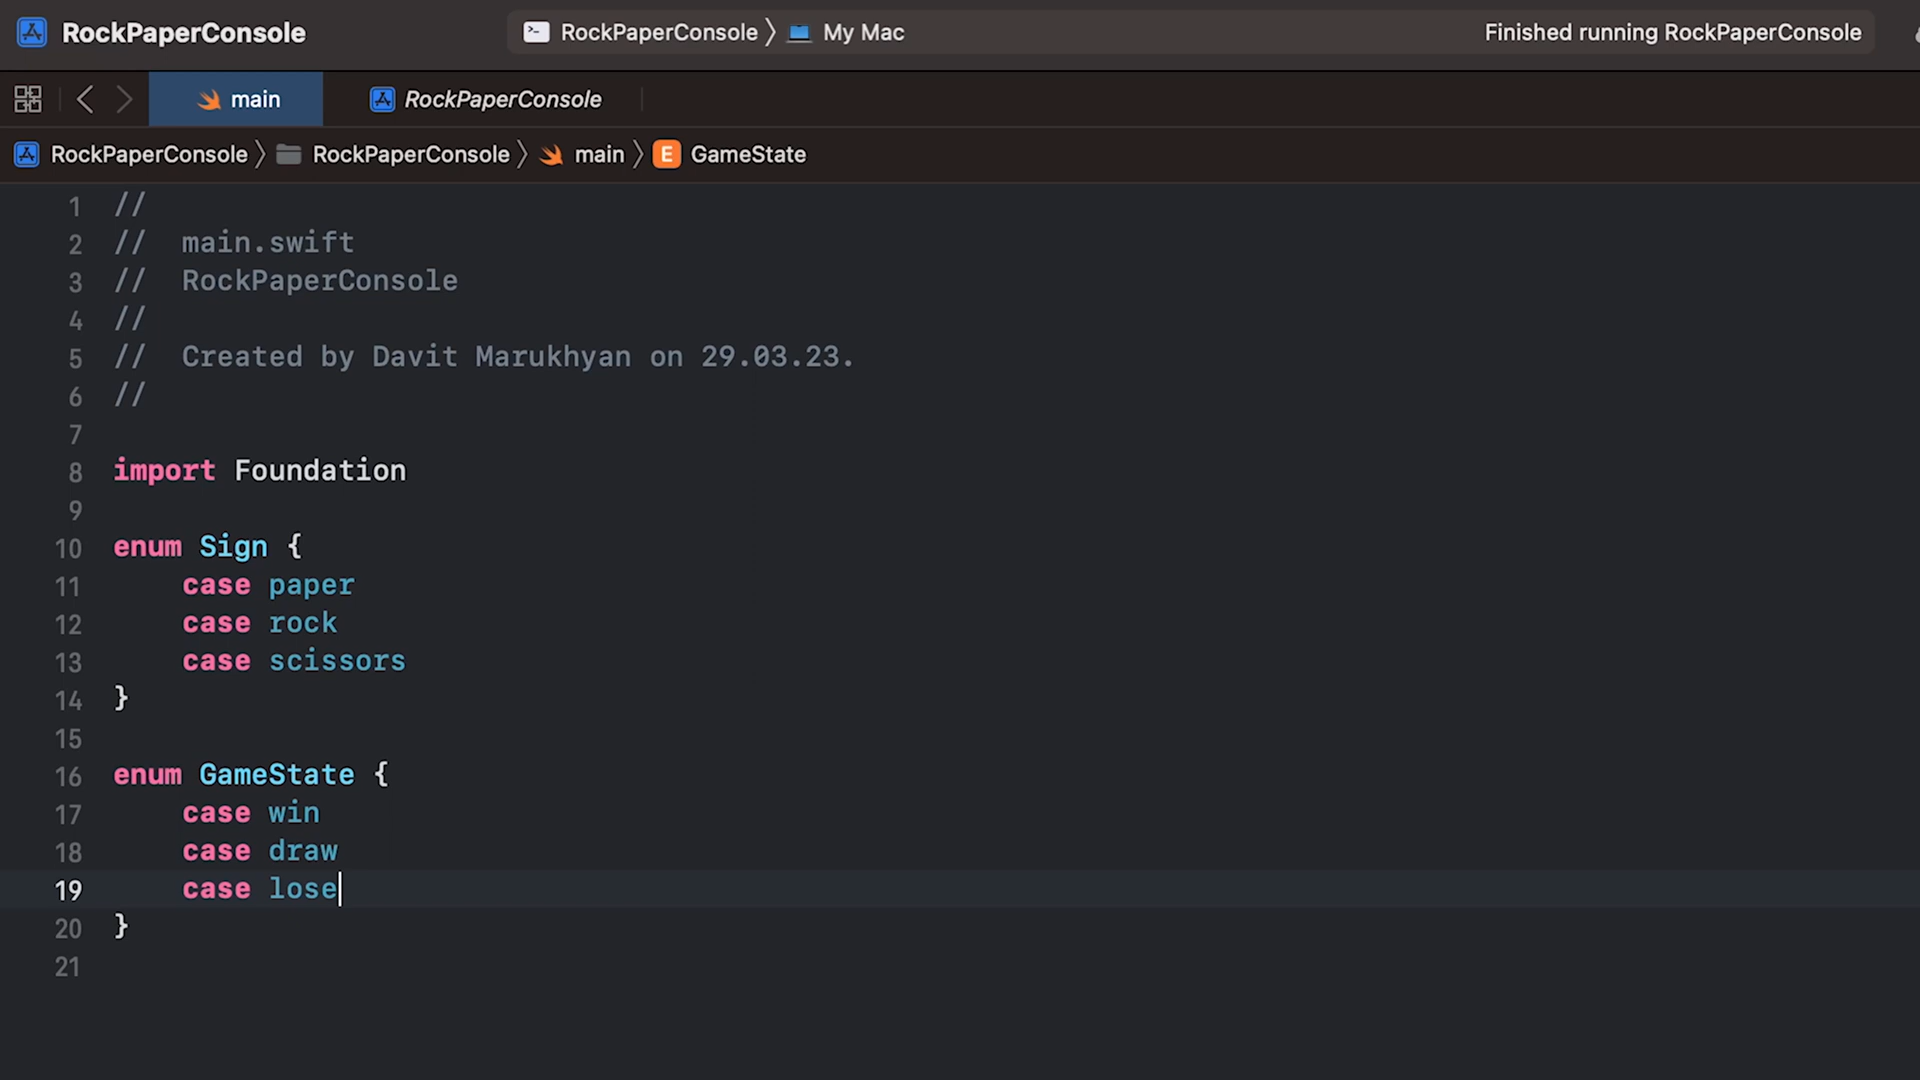 RockPaperConsole
RockPaperConsole 〉 My Mac
Finished running RockPaperConsole
main
RockPaperConsole
RockPaperConsole 〉 RockPaperConsole 〉 main 〉 E GameState
1 //
2 //  main.swift
3 //  RockPaperConsole
4 //
5 //  Created by Davit Marukhyan on 29.03.23.
6 //
7
8 import Foundation
9
10 enum Sign {
11     case paper
12     case rock
13     case scissors
14 }
15
16 enum GameState {
17     case win
18     case draw
19     case lose
20 }
21